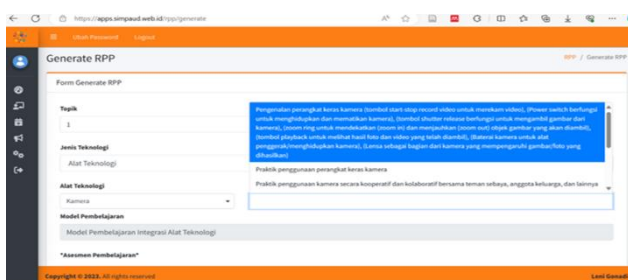 https://apps.simpaud.web.id/rpp/generate
Ubah Password Logout
Generate RPP
RPP / Generate RPP
Form Generate RPP
Topik
1
Jenis Teknologi
Alat Teknologi
Alat Teknologi
Kamera
Pengenalan perangkat keras kamera (tombol start stop record video untuk merekam video), (Power switch berfungsi
untuk menghidupkan dan mematikan kamera), (tombol shutter release berfungsi untuk mengambil gambar dari
kamera), (zoom ring untuk mendekatkan (zoom in) dan menjauhkan (zoom out) objek gambar yang akan diambil),
(tombol playback untuk melihat hasil foto dan video yang telah diambil), (Baterai kamera untuk alat
penggerak/menghidupkan kamera), (Lensa sebagai bagian dari kamera yang mempengaruhi gambar/foto yang
dihasilkan)
Praktik penggunaan perangkat keras kamera
Praktik penggunaan kamera secara kooperatif dan kolaboratif bersama teman sebaya, anggota keluarga, dan lainnya
Model Pembelajaran
Model Pembelajaran Integrasi Alat Teknologi
*Asesmen Pembelajaran*
Copyright © 2023. All rights reserved
Leni Gonadi